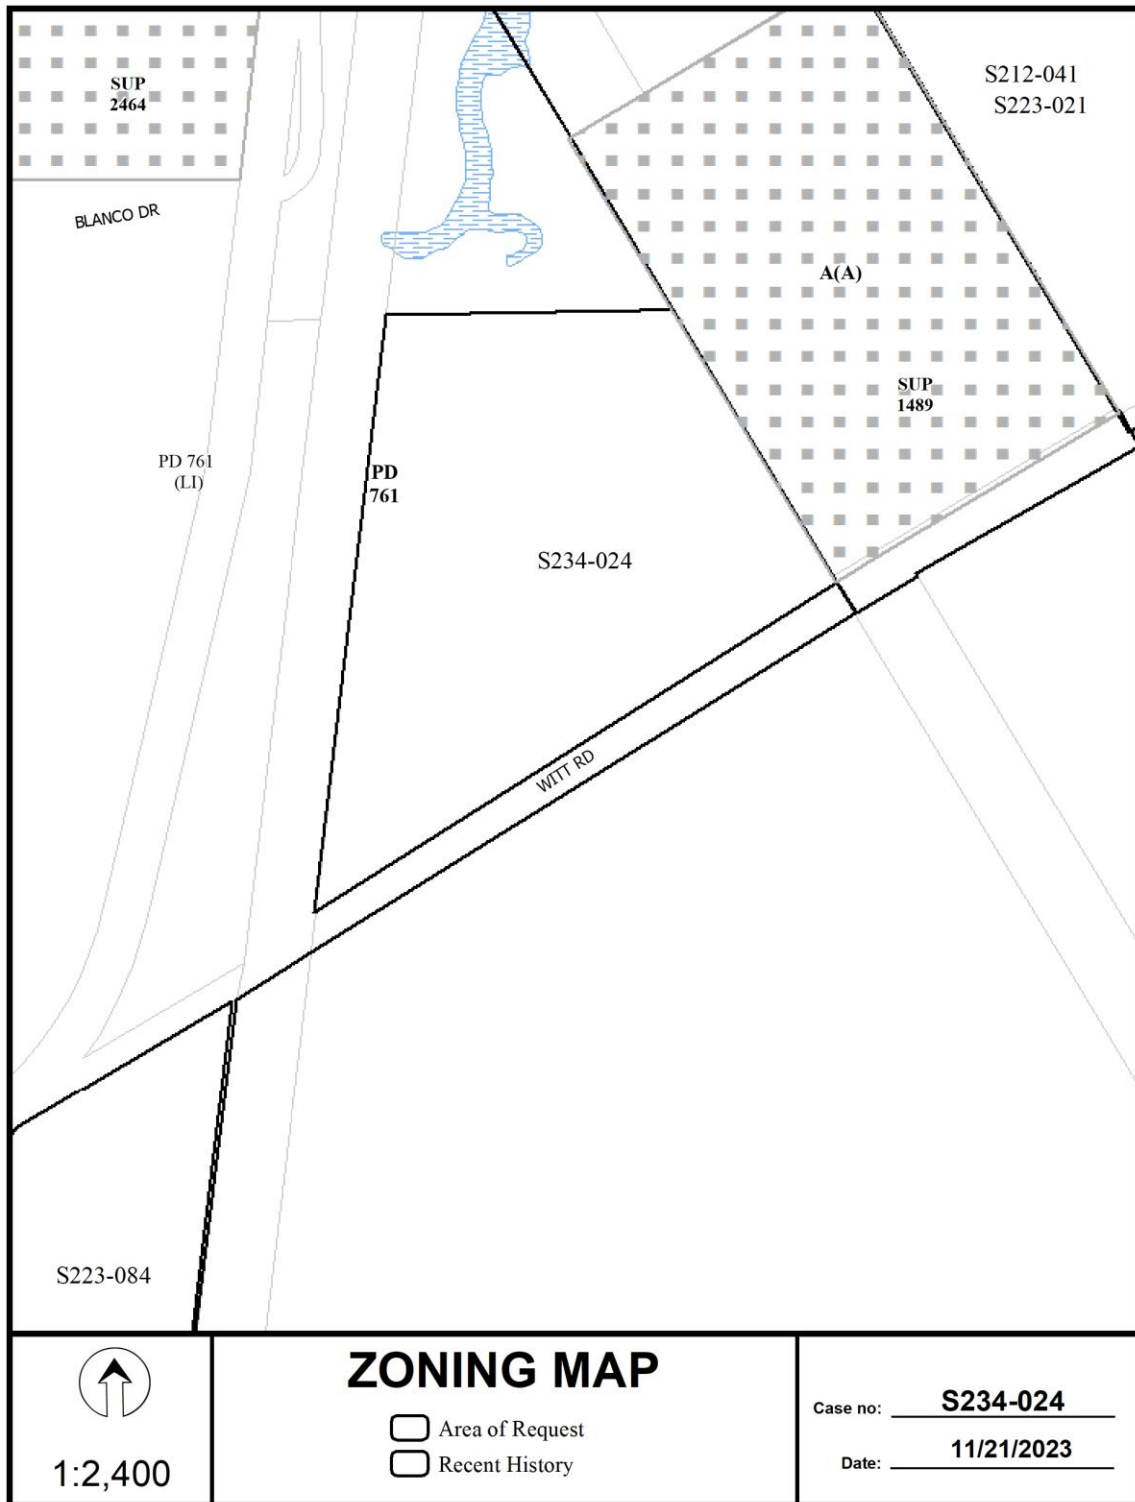 SUP
2464
S212-041
S223-021
BLANCO DR
A(A)
SUP
1489
PD 761
(LI)
PD
761
S234-024
WITT RD
S223-084
1:2,400
ZONING MAP
Area of Request
Recent History
Case no: S234-024
Date: 11/21/2023